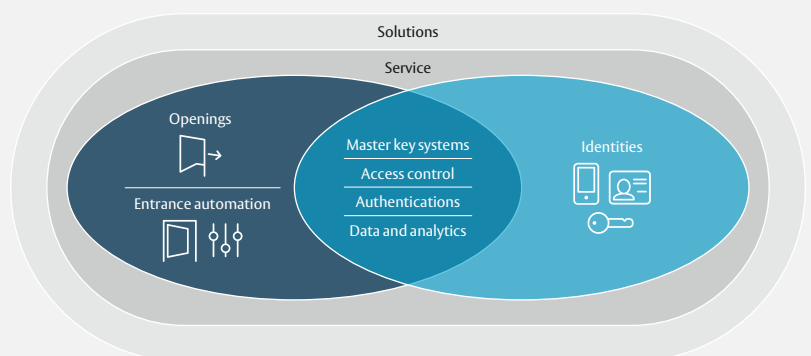 Solutions
Service
Openings
Entrance automation
Master key systems
Access control
Authentications
Data and analytics
Identities